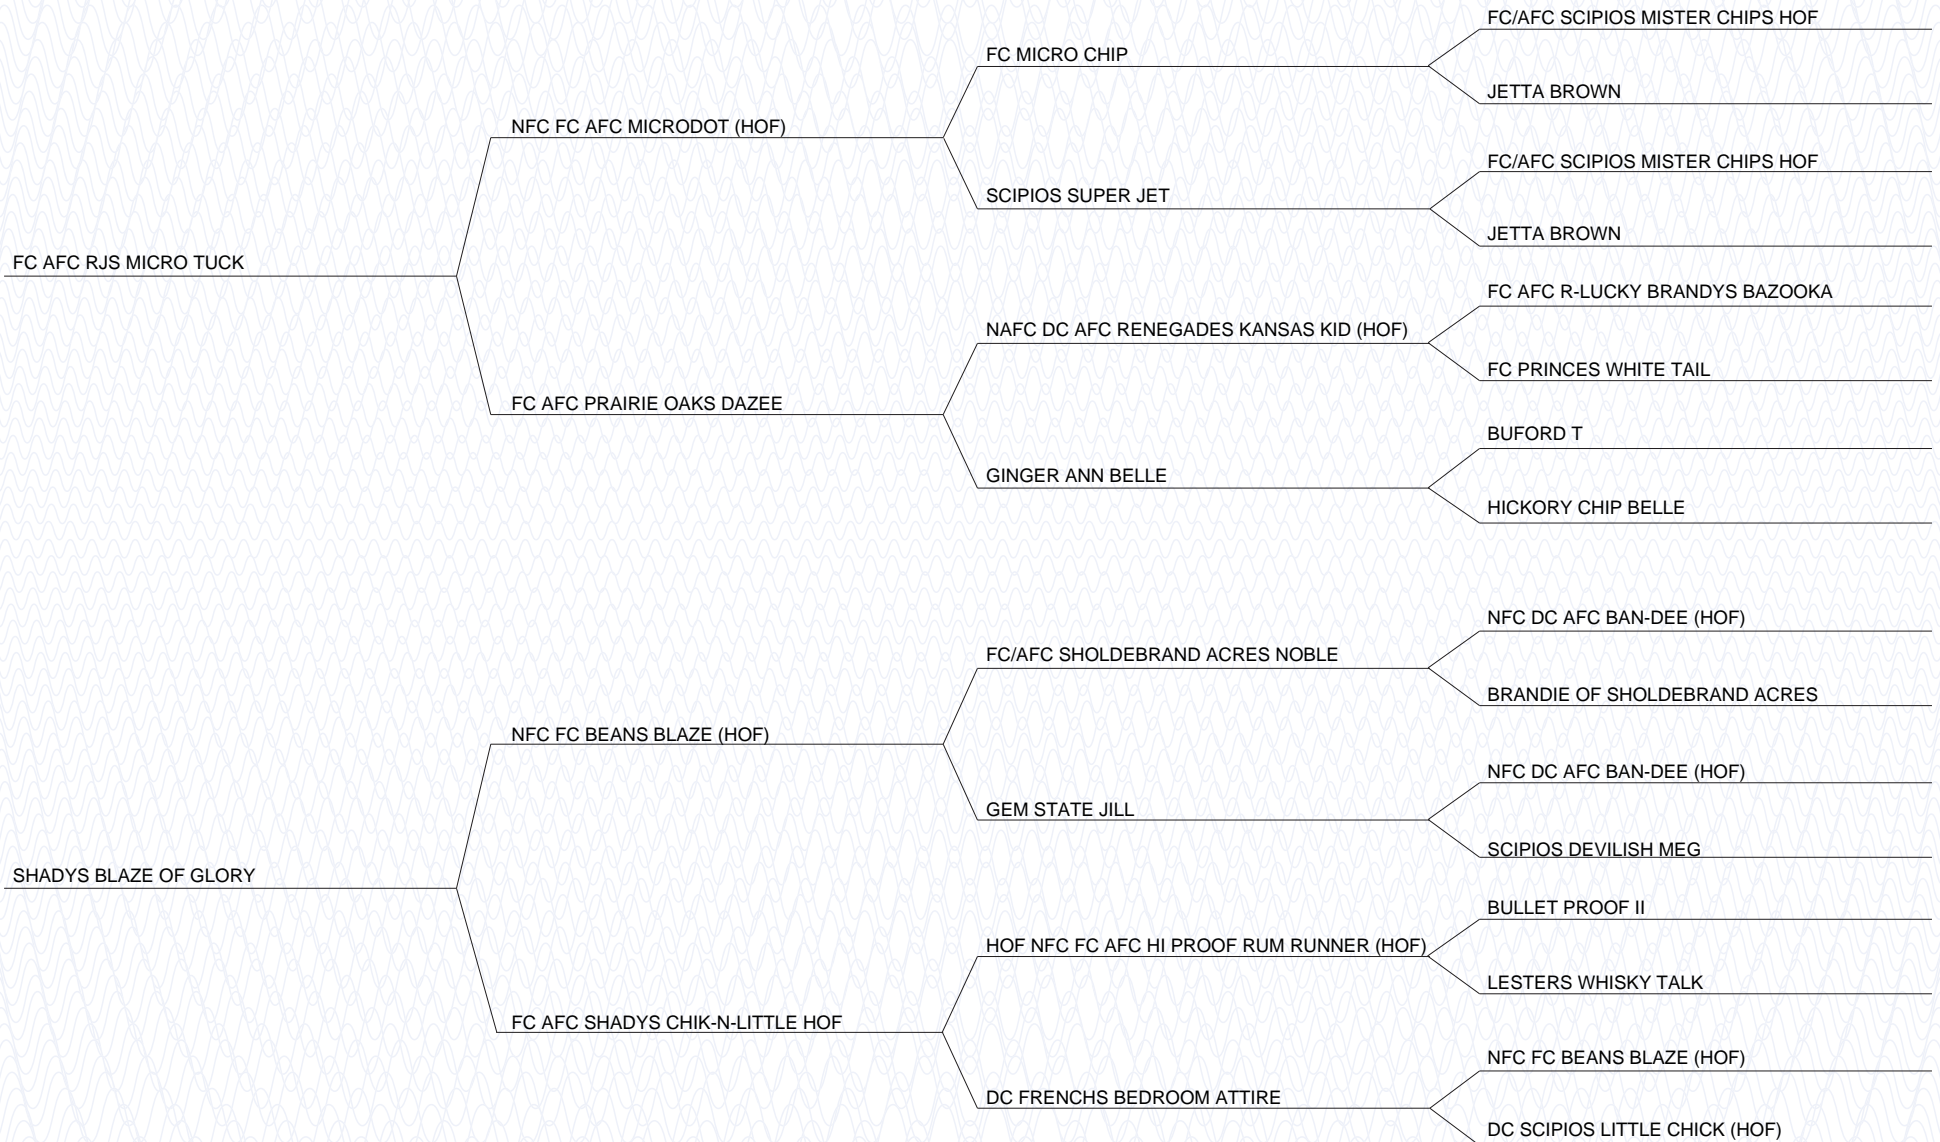 FC/AFC SCIPIOS MISTER CHIPS HOF
FC MICRO CHIP
JETTA BROWN
NFC FC AFC MICRODOT (HOF)
FC/AFC SCIPIOS MISTER CHIPS HOF
SCIPIOS SUPER JET
JETTA BROWN
FC AFC RJS MICRO TUCK
FC AFC R-LUCKY BRANDYS BAZOOKA
NAFC DC AFC RENEGADES KANSAS KID (HOF)
FC PRINCES WHITE TAIL
FC AFC PRAIRIE OAKS DAZEE
BUFORD T
GINGER ANN BELLE
HICKORY CHIP BELLE
NFC DC AFC BAN-DEE (HOF)
FC/AFC SHOLDEBRAND ACRES NOBLE
BRANDIE OF SHOLDEBRAND ACRES
NFC FC BEANS BLAZE (HOF)
NFC DC AFC BAN-DEE (HOF)
GEM STATE JILL
SCIPIOS DEVILISH MEG
SHADYS BLAZE OF GLORY
BULLET PROOF II
HOF NFC FC AFC HI PROOF RUM RUNNER (HOF)
LESTERS WHISKY TALK
FC AFC SHADYS CHIK-N-LITTLE HOF
NFC FC BEANS BLAZE (HOF)
DC FRENCHS BEDROOM ATTIRE
DC SCIPIOS LITTLE CHICK (HOF)